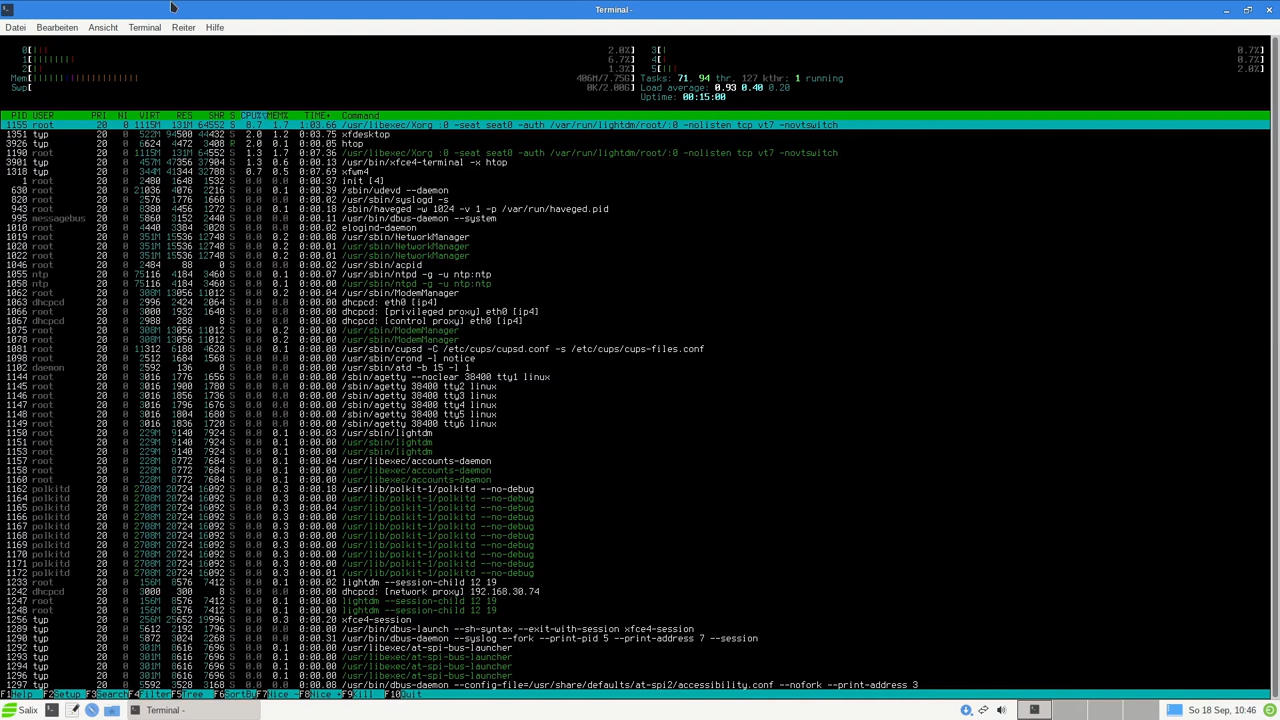 Terminal -
Datei Bearbeiten Ansicht Terminal Reiter Hilfe
0[||| 2.0%] 3[| 0.7%]
1[|||||||| 6.7%] 4[ 0.7%]
2[|| 1.3%] 5[||| 2.0%]
Mem[ 406M/7.75G] Tasks: 71, 94 thr, 127 kthr; 1 running
Swp[ 0K/2.00G] Load average: 0.93 0.40 0.20
Uptime: 00:15:00
PID USER PRI NI VIRT RES SHR S CPU%▽MEM% TIME+ Command
1155 root 20 0 1115M 131M 64552 S 8.7 1.7 1:03.66 /usr/libexec/Xorg :0 -seat seat0 -auth /var/run/lightdm/root/:0 -nolisten tcp vt7 -novtswitch
1351 typ 20 0 522M 94500 44432 S 2.0 1.2 0:03.75 xfdesktop
3926 typ 20 0 6624 4472 3408 R 2.0 0.1 0:00.05 htop
1198 root 20 0 1115M 131M 64552 S 1.3 1.7 0:07.36 /usr/libexec/Xorg :0 -seat seat0 -auth /var/run/lightdm/root/:0 -nolisten tcp vt7 -novtswitch
3901 typ 20 0 457M 47356 37904 S 1.3 0.6 0:00.13 /usr/bin/xfce4-terminal -x htop
1318 typ 20 0 344M 41344 32788 S 0.7 0.5 0:07.69 xfwm4
1 root 20 0 2480 1648 1532 S 0.0 0.0 0:00.37 init [4]
630 root 20 0 21036 4076 2216 S 0.0 0.1 0:00.39 /sbin/udevd --daemon
820 root 20 0 2576 1776 1660 S 0.0 0.0 0:00.02 /usr/sbin/syslogd -s
943 root 20 0 8380 4456 1272 S 0.0 0.1 0:00.18 /usr/sbin/haveged -w 1024 -v 1 -p /var/run/haveged.pid
995 messagebus 20 0 5860 3152 2440 S 0.0 0.0 0:00.11 /usr/bin/dbus-daemon --system
1010 root 20 0 4440 3384 3028 S 0.0 0.0 0:00.02 elogind-daemon
1019 root 20 0 351M 15536 12748 S 0.0 0.2 0:00.08 /usr/sbin/NetworkManager
1020 root 20 0 351M 15536 12748 S 0.0 0.2 0:00.00 /usr/sbin/NetworkManager
1022 root 20 0 351M 15536 12748 S 0.0 0.2 0:00.01 /usr/sbin/NetworkManager
1046 root 20 0 2484 88 0 S 0.0 0.0 0:00.00 /usr/sbin/acpid
1055 ntp 20 0 75116 4184 3460 S 0.0 0.1 0:00.07 /usr/sbin/ntpd -g -u ntp:ntp
1058 ntp 20 0 75116 4184 3460 S 0.0 0.1 0:00.00 /usr/sbin/ntpd -g -u ntp:ntp
1062 root 20 0 308M 13056 11012 S 0.0 0.2 0:00.04 /usr/sbin/ModemManager
1063 dhcpcd 20 0 2996 2424 2064 S 0.0 0.0 0:00.00 dhcpcd: eth0 [ip4]
1066 root 20 0 3000 1932 1640 S 0.0 0.0 0:00.00 dhcpcd: [privileged proxy] eth0 [ip4]
1067 dhcpcd 20 0 2988 288 8 S 0.0 0.0 0:00.00 dhcpcd: [control proxy] eth0 [ip4]
1075 root 20 0 308M 13056 11012 S 0.0 0.2 0:00.00 /usr/sbin/ModemManager
1078 root 20 0 308M 13056 11012 S 0.0 0.2 0:00.00 /usr/sbin/ModemManager
1081 root 20 0 11312 6188 4620 S 0.0 0.1 0:00.00 /usr/sbin/cupsd -C /etc/cups/cupsd.conf -s /etc/cups/cups-files.conf
1098 root 20 0 2512 1684 1568 S 0.0 0.0 0:00.00 /usr/sbin/crond -l notice
1102 daemon 20 0 2592 136 0 S 0.0 0.0 0:00.00 /usr/sbin/atd -b 15 -l 1
1144 root 20 0 3016 1776 1656 S 0.0 0.0 0:00.00 /sbin/agetty --noclear 38400 tty1 linux
1145 root 20 0 3016 1900 1780 S 0.0 0.0 0:00.00 /sbin/agetty 38400 tty2 linux
1146 root 20 0 3016 1856 1736 S 0.0 0.0 0:00.00 /sbin/agetty 38400 tty3 linux
1147 root 20 0 3016 1796 1680 S 0.0 0.0 0:00.00 /sbin/agetty 38400 tty4 linux
1148 root 20 0 3016 1804 1680 S 0.0 0.0 0:00.00 /sbin/agetty 38400 tty5 linux
1149 root 20 0 3016 1836 1720 S 0.0 0.0 0:00.00 /sbin/agetty 38400 tty6 linux
1150 root 20 0 229M 9140 7924 S 0.0 0.1 0:00.03 /usr/sbin/lightdm
1151 root 20 0 229M 9140 7924 S 0.0 0.1 0:00.00 /usr/sbin/lightdm
1153 root 20 0 229M 9140 7924 S 0.0 0.1 0:00.00 /usr/sbin/lightdm
1157 root 20 0 228M 8772 7684 S 0.0 0.1 0:00.04 /usr/libexec/accounts-daemon
1158 root 20 0 228M 8772 7684 S 0.0 0.1 0:00.00 /usr/libexec/accounts-daemon
1160 root 20 0 228M 8772 7684 S 0.0 0.1 0:00.00 /usr/libexec/accounts-daemon
1162 polkitd 20 0 2708M 20724 16092 S 0.0 0.3 0:00.18 /usr/lib/polkit-1/polkitd --no-debug
1164 polkitd 20 0 2708M 20724 16092 S 0.0 0.3 0:00.00 /usr/lib/polkit-1/polkitd --no-debug
1165 polkitd 20 0 2708M 20724 16092 S 0.0 0.3 0:00.04 /usr/lib/polkit-1/polkitd --no-debug
1166 polkitd 20 0 2708M 20724 16092 S 0.0 0.3 0:00.00 /usr/lib/polkit-1/polkitd --no-debug
1167 polkitd 20 0 2708M 20724 16092 S 0.0 0.3 0:00.00 /usr/lib/polkit-1/polkitd --no-debug
1168 polkitd 20 0 2708M 20724 16092 S 0.0 0.3 0:00.00 /usr/lib/polkit-1/polkitd --no-debug
1169 polkitd 20 0 2708M 20724 16092 S 0.0 0.3 0:00.00 /usr/lib/polkit-1/polkitd --no-debug
1170 polkitd 20 0 2708M 20724 16092 S 0.0 0.3 0:00.00 /usr/lib/polkit-1/polkitd --no-debug
1171 polkitd 20 0 2708M 20724 16092 S 0.0 0.3 0:00.00 /usr/lib/polkit-1/polkitd --no-debug
1172 polkitd 20 0 2708M 20724 16092 S 0.0 0.3 0:00.01 /usr/lib/polkit-1/polkitd --no-debug
1233 root 20 0 156M 8576 7412 S 0.0 0.1 0:00.02 lightdm --session-child 12 19
1242 dhcpcd 20 0 3000 300 8 S 0.0 0.0 0:00.00 dhcpcd: [network proxy] 192.168.30.74
1247 root 20 0 156M 8576 7412 S 0.0 0.1 0:00.00 lightdm --session-child 12 19
1248 root 20 0 156M 8576 7412 S 0.0 0.1 0:00.00 lightdm --session-child 12 19
1256 typ 20 0 256M 25652 19996 S 0.0 0.3 0:00.20 xfce4-session
1289 typ 20 0 5612 2192 1796 S 0.0 0.0 0:00.00 /usr/bin/dbus-launch --sh-syntax --exit-with-session xfce4-session
1290 typ 20 0 5872 3024 2268 S 0.0 0.0 0:00.31 /usr/bin/dbus-daemon --syslog --fork --print-pid 5 --print-address 7 --session
1292 typ 20 0 301M 8616 7696 S 0.0 0.1 0:00.00 /usr/libexec/at-spi-bus-launcher
1293 typ 20 0 301M 8616 7696 S 0.0 0.1 0:00.00 /usr/libexec/at-spi-bus-launcher
1294 typ 20 0 301M 8616 7696 S 0.0 0.1 0:00.00 /usr/libexec/at-spi-bus-launcher
1296 typ 20 0 301M 8616 7696 S 0.0 0.1 0:00.00 /usr/libexec/at-spi-bus-launcher
1297 typ 20 0 5592 3528 3168 S 0.0 0.0 0:00.02 /usr/bin/dbus-daemon --config-file=/usr/share/defaults/at-spi2/accessibility.conf --nofork --print-address 3
F1Help F2Setup F3SearchF4FilterF5Tree F6SortByF7Nice -F8Nice +F9Kill F10Quit
Salix Terminal - So 18 Sep, 10:46